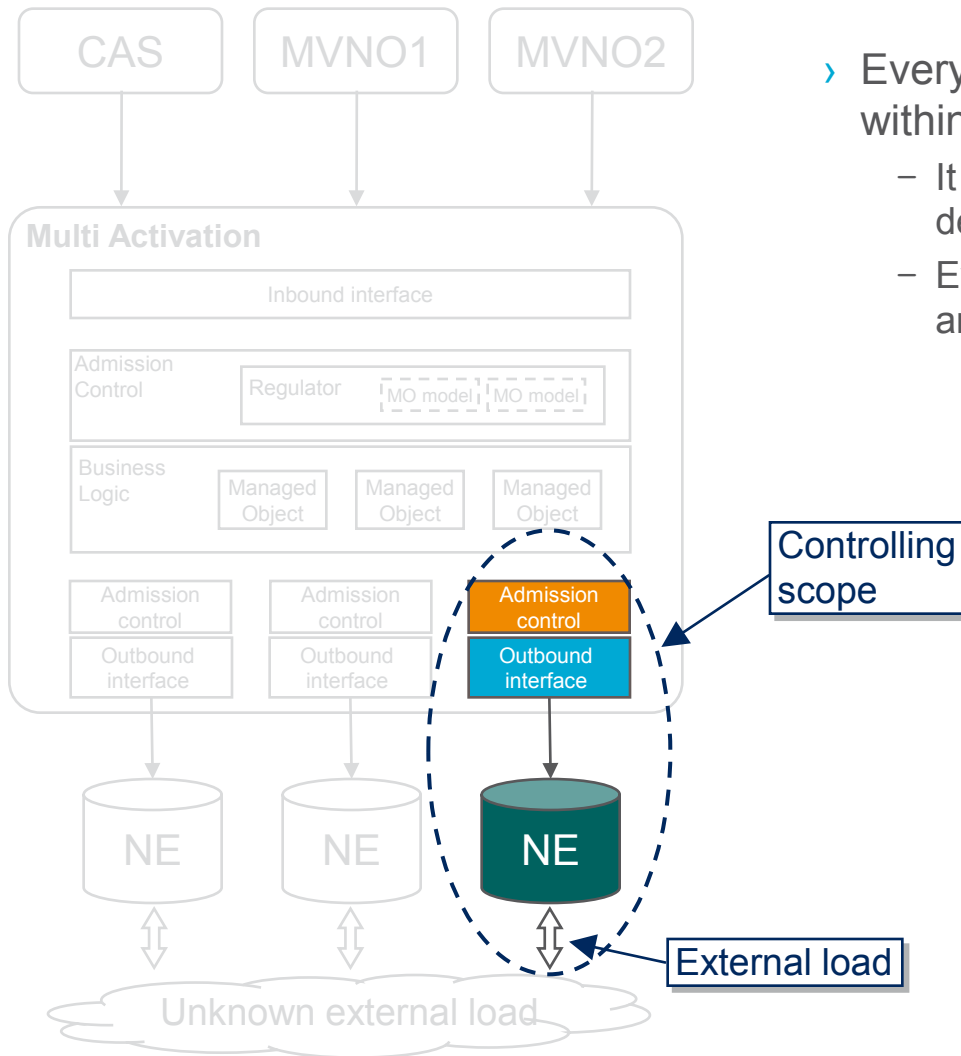 CAS
MVNO1
MVNO2
› Every
within
– It
de
– E
ar
Multi Activation
Inbound interface
Admission
Control
Regulator
MO model
MO model
Business
Logic
Managed
Object
Managed
Object
Managed
Object
Controlling
scope
Admission
control
Admission
control
Admission
control
Outbound
interface
Outbound
interface
Outbound
interface
NE
NE
NE
External load
Unknown external load